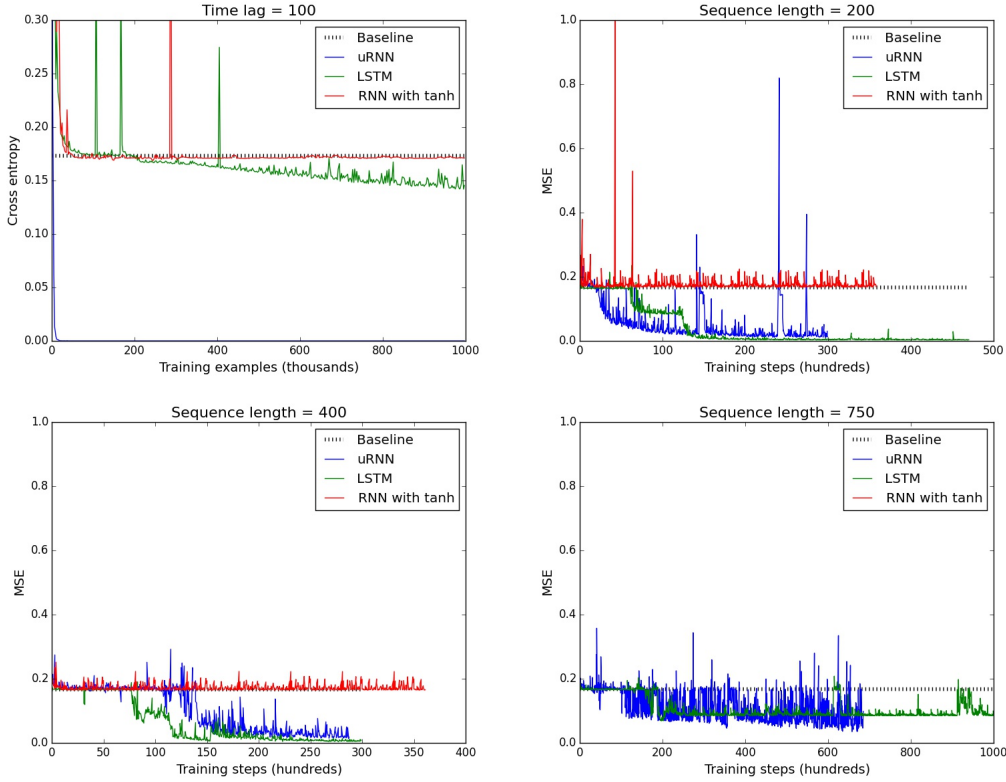 Time lag = 100
0.30
0.25
0.20
0.15
0.10
0.05
0.00
Cross entropy
Baseline
uRNN
LSTM
RNN with tanh
0 200 400 600 800 1000
Training examples (thousands)
Sequence length = 200
1.0
0.8
0.6
0.4
0.2
0.0
MSE
Baseline
uRNN
LSTM
RNN with tanh
0 100 200 300 400 500
Training steps (hundreds)
Sequence length = 400
1.0
0.8
0.6
0.4
0.2
0.0
MSE
Baseline
uRNN
LSTM
RNN with tanh
0 50 100 150 200 250 300 350 400
Training steps (hundreds)
Sequence length = 750
1.0
0.8
0.6
0.4
0.2
0.0
MSE
Baseline
uRNN
LSTM
RNN with tanh
0 200 400 600 800 1000
Training steps (hundreds)